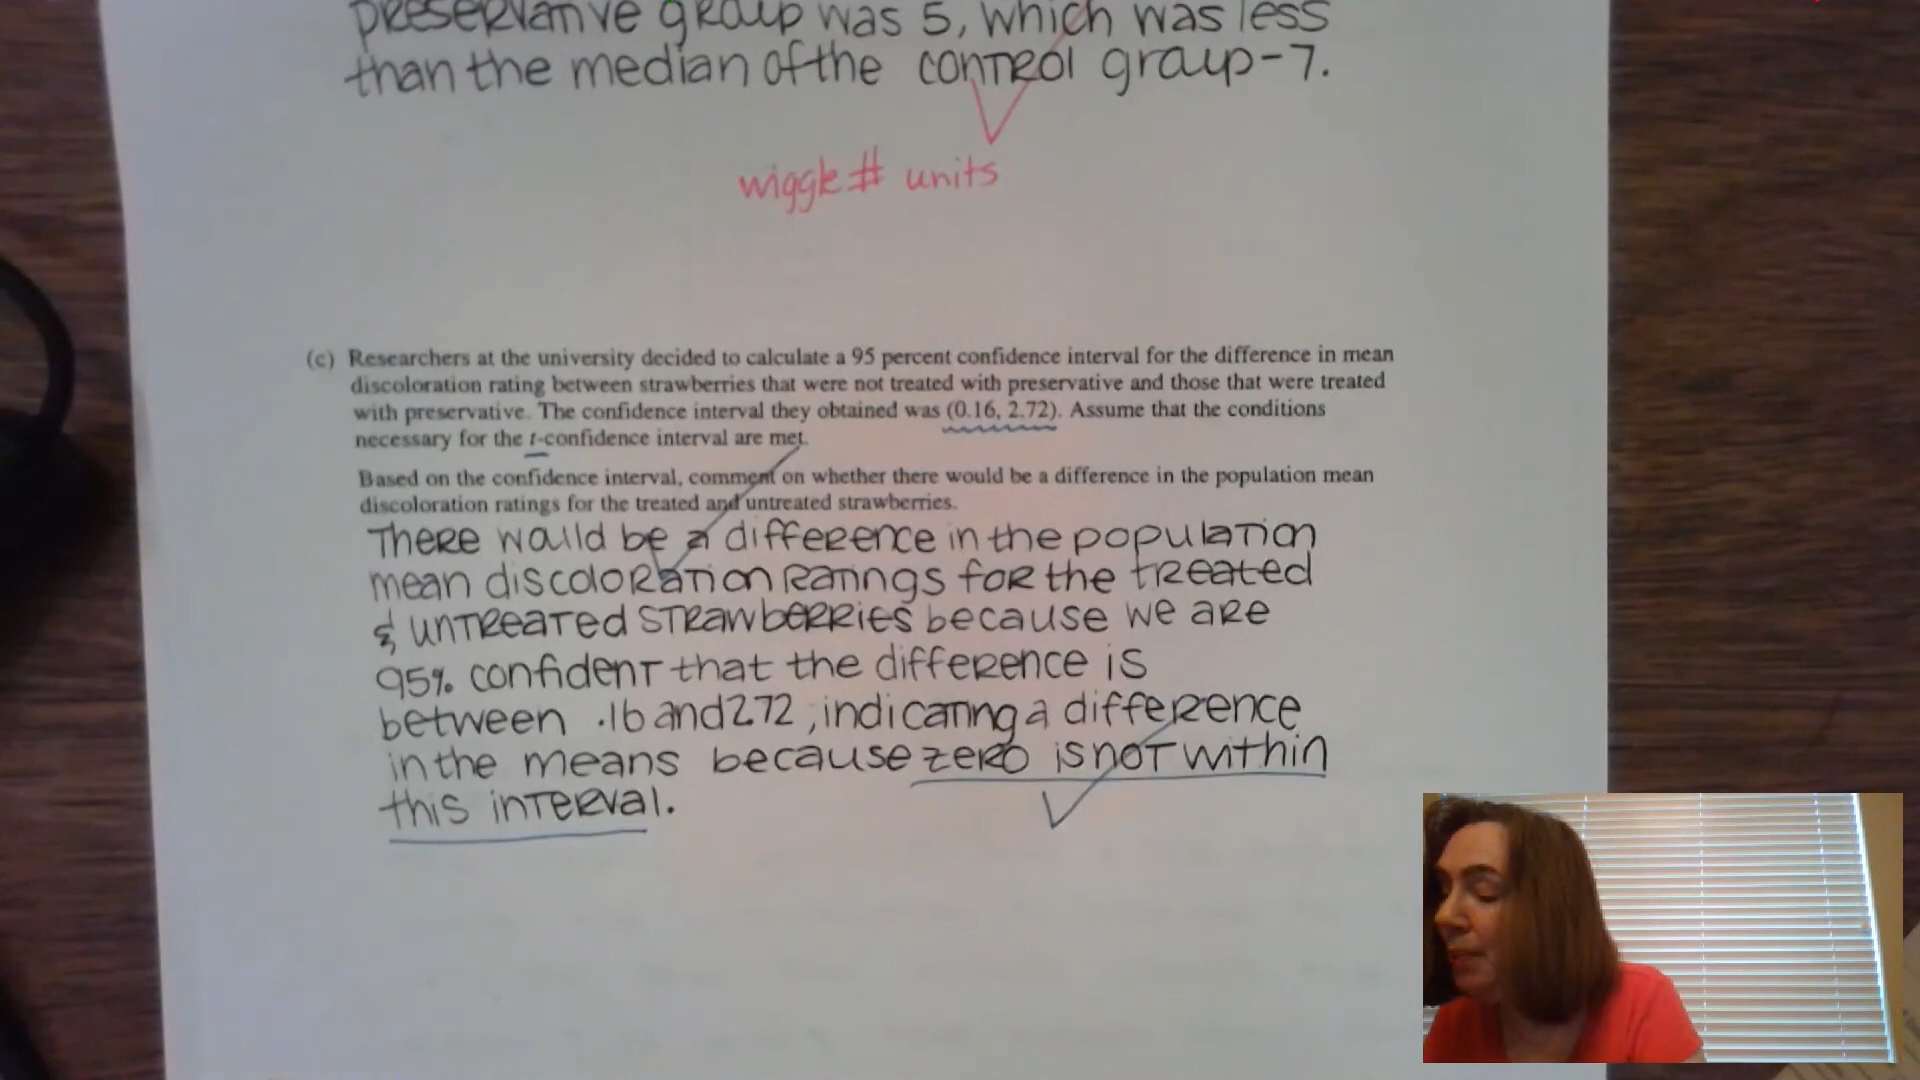 preservative group was 5, which was less
than the median of the control group-7.
wiggle # units
(c) Researchers at the university decided to calculate a 95 percent confidence interval for the difference in mean
discoloration rating between strawberries that were not treated with preservative and those that were treated
with preservative. The confidence interval they obtained was (0.16, 2.72). Assume that the conditions
necessary for the t-confidence interval are met.
Based on the confidence interval, comment on whether there would be a difference in the population mean
discoloration ratings for the treated and untreated strawberries.
There would be a difference in the population
mean discoloration ratings for the treated
& untreated strawberries because we are
95% confident that the difference is
between .16 and 2.72, indicating a difference
in the means because zero is not within
this interval.